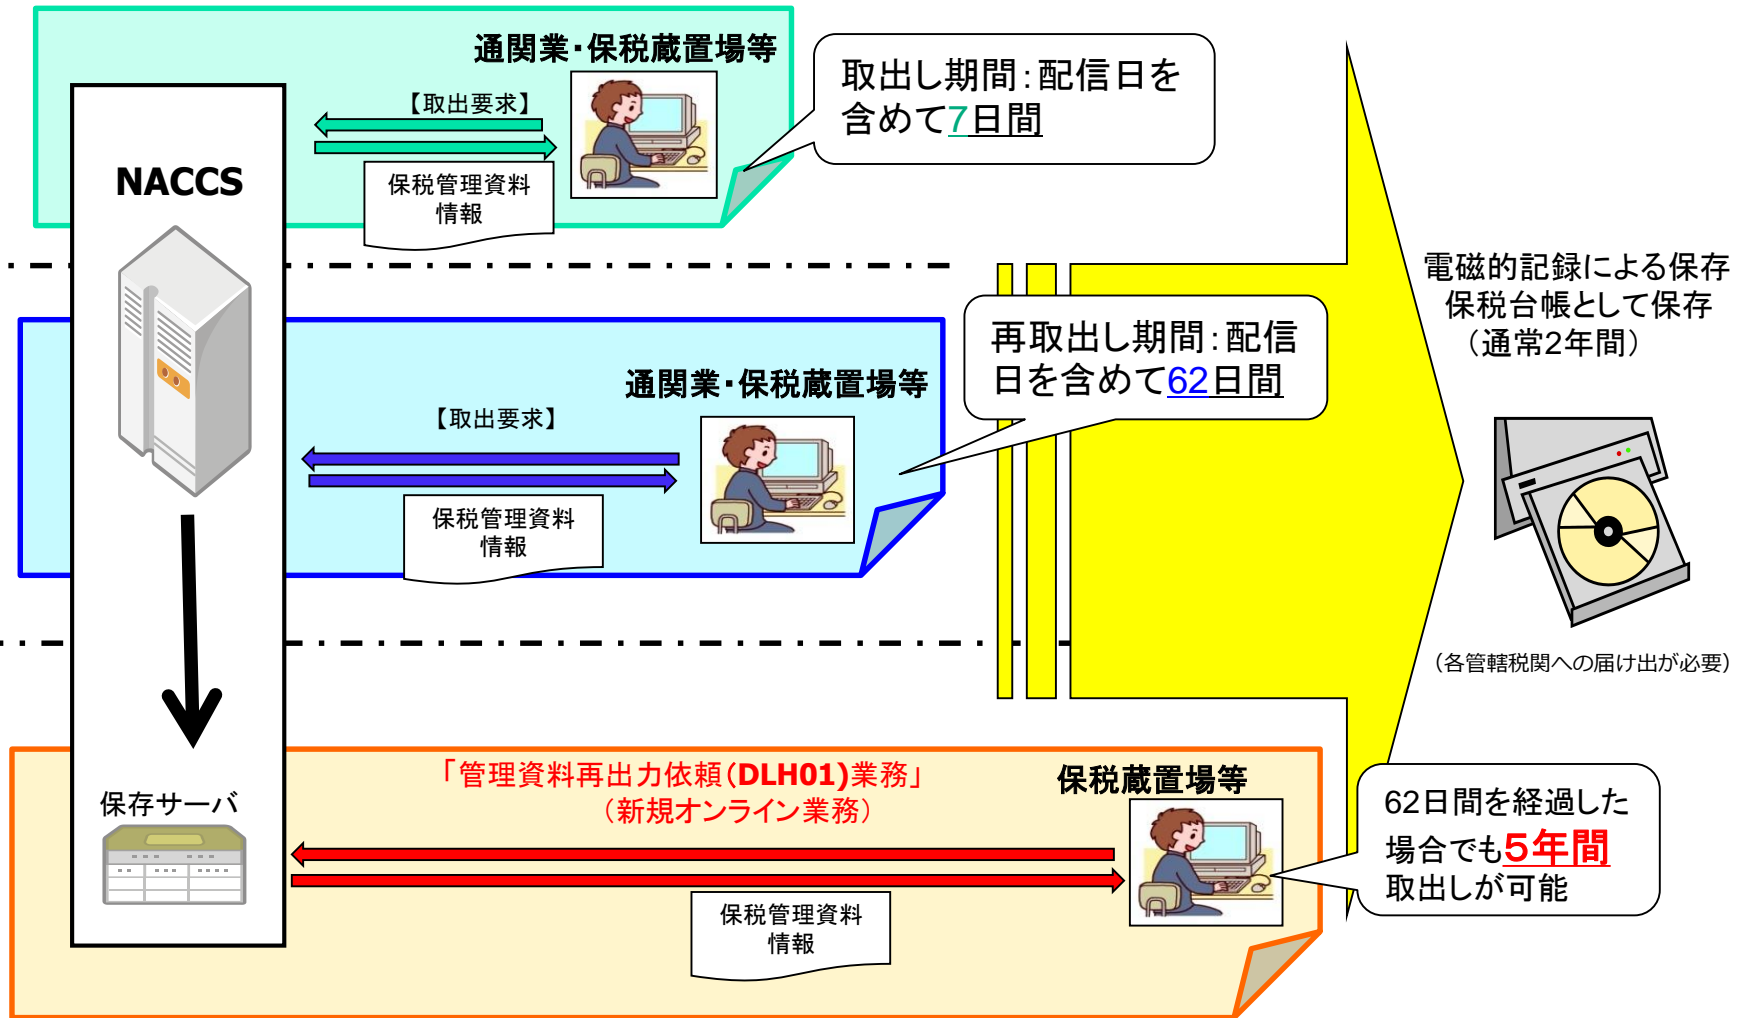 通関業・保税蔵置場等
取出し期間：配信日を
含めて7日間
【取出要求】
NACCS
保税管理資料
情報
電磁的記録による保存
保税台帳として保存
（通常2年間）
再取出し期間：配信
日を含めて62日間
通関業・保税蔵置場等
【取出要求】
保税管理資料
情報
（各管轄税関への届け出が必要）
「管理資料再出力依頼（DLH01)業務」
（新規オンライン業務）
保税蔵置場等
保存サーバ
62日間を経過した
場合でも５年間
取出しが可能
保税管理資料
情報